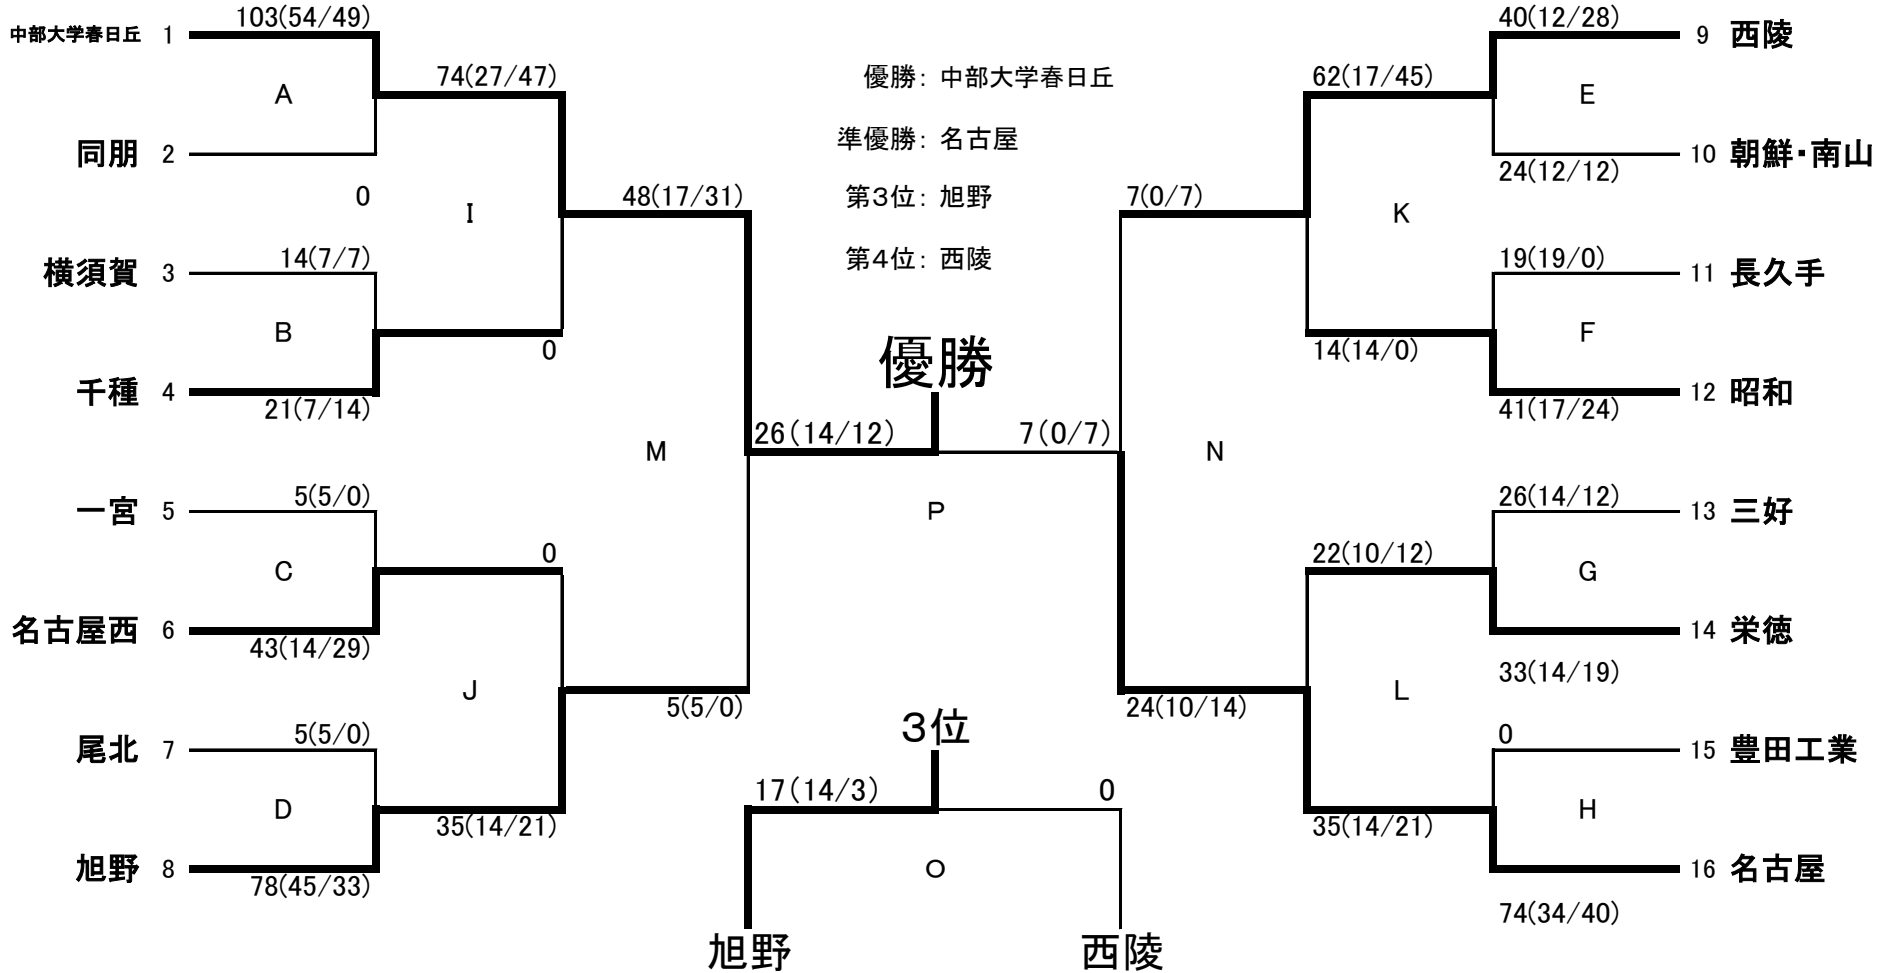 103(54/49)
中部大学春日丘 1
A
同朋 2
0
74(27/47)
I
横須賀 3
14(7/7)
B
千種 4
21(7/14)
0
48(17/31)
M
一宮 5
5(5/0)
C
名古屋西 6
43(14/29)
0
J
尾北 7
5(5/0)
D
旭野 8
78(45/33)
35(14/21)
5(5/0)
優勝： 中部大学春日丘
準優勝： 名古屋
第３位： 旭野
第４位： 西陵
優勝
26(14/12)
7(0/7)
P
3位
17(14/3)
0
O
旭野
西陵
40(12/28)
9 西陵
E
10 朝鮮・南山
24(12/12)
62(17/45)
7(0/7)
K
19(19/0)
11 長久手
F
12 昭和
41(17/24)
14(14/0)
N
26(14/12)
13 三好
22(10/12)
G
14 栄徳
33(14/19)
L
24(10/14)
0
15 豊田工業
H
35(14/21)
16 名古屋
74(34/40)